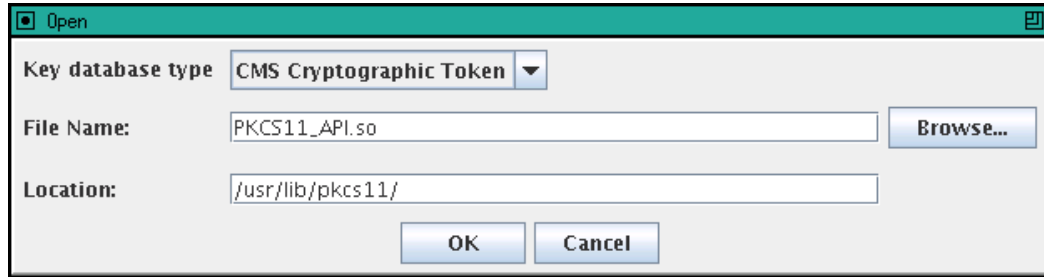 Open
Key database type CMS Cryptographic Token
File Name: PKCS11_API.so Browse...
Location: /usr/lib/pkcs11/
OK Cancel